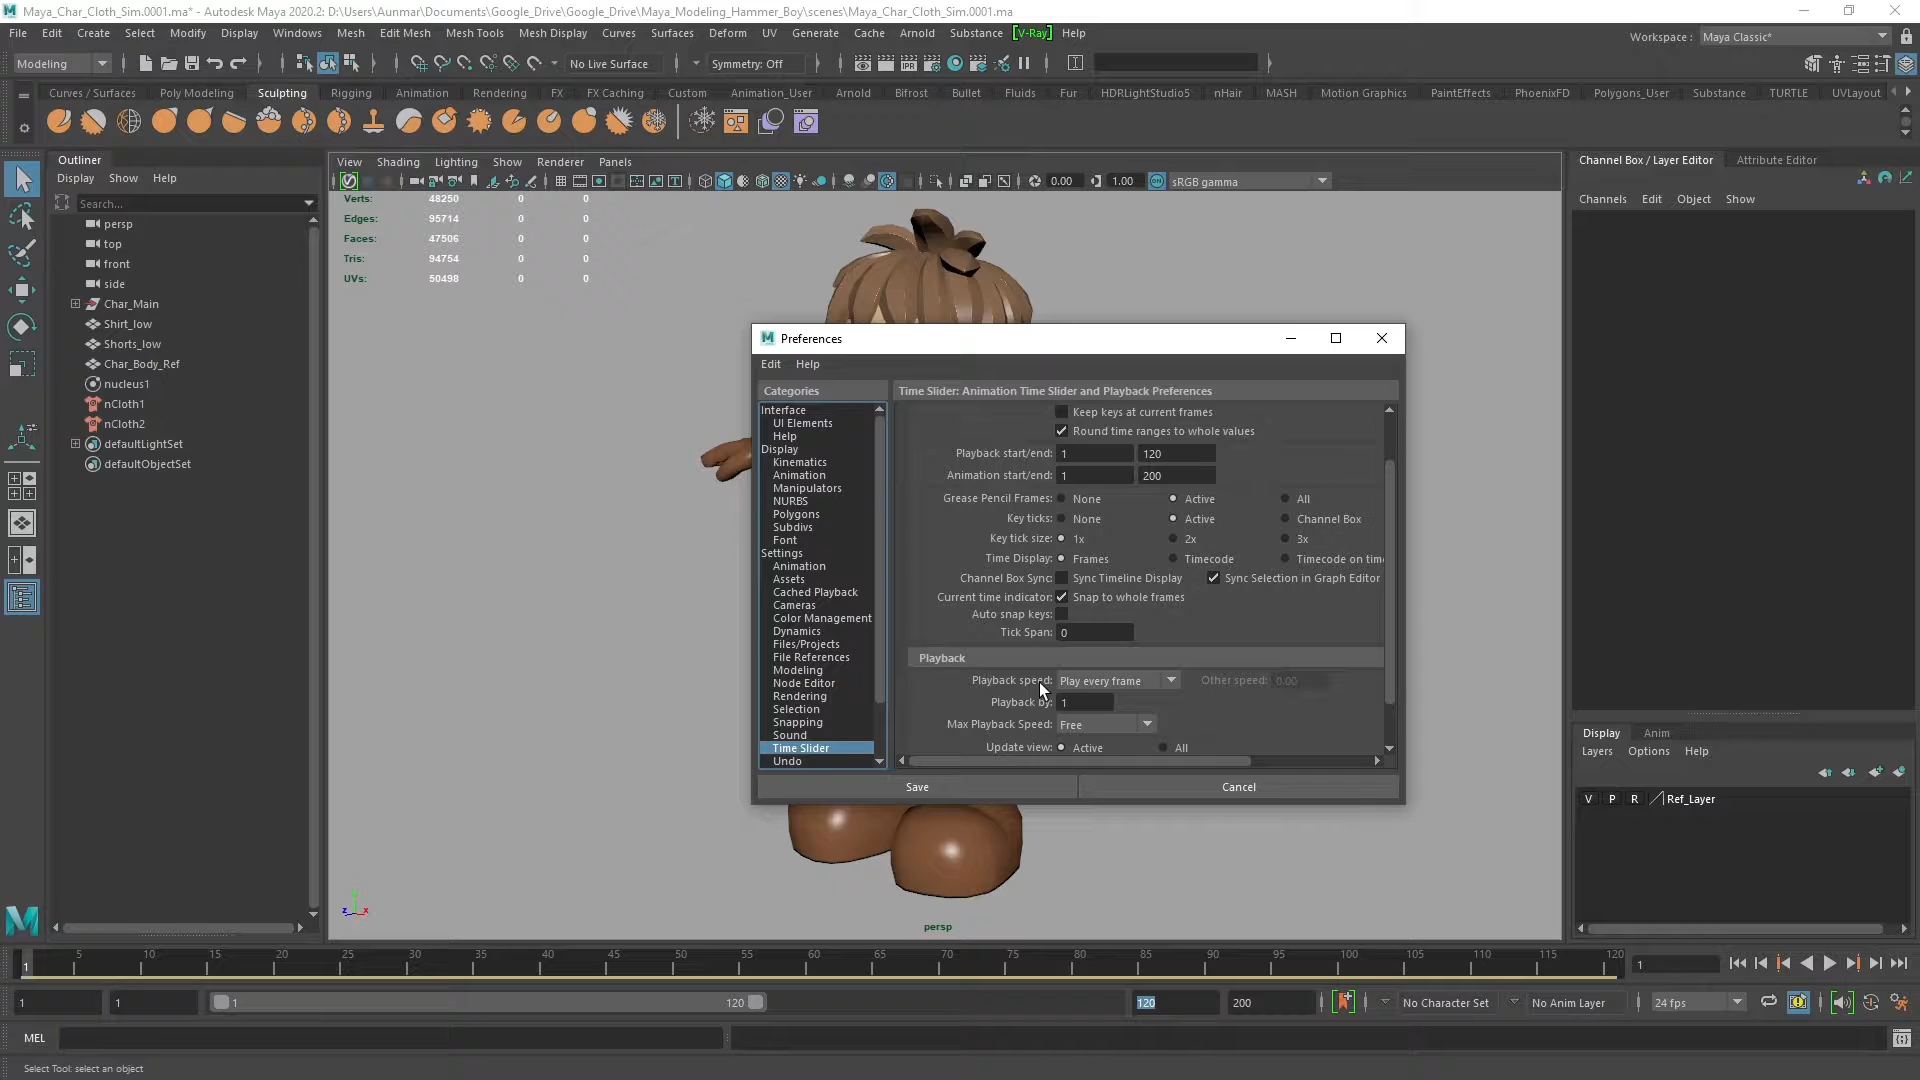 Maya_Char_Cloth_Sim.0001.ma* - Autodesk Maya 2020.2: D:\Users\Aunmar\Documents\Google_Drive\Google_Drive\Maya_Modeling_Hammer_Boy\scenes\Maya_Char_Cloth_Sim.0001.ma
File Edit Create Select Modify Display Windows Mesh Edit Mesh Mesh Tools Mesh Display Curves Surfaces Deform UV Generate Cache Arnold Substance [V-Ray] Help
Workspace : Maya Classic*
Modeling No Live Surface Symmetry: Off
Curves / Surfaces Poly Modeling Sculpting Rigging Animation Rendering FX FX Caching Custom Animation_User Arnold Bifrost Bullet Fluids Fur HDRLightStudio5 nHair MASH Motion Graphics PaintEffects PhoenixFD Polygons_User Substance TURTLE UVLayout
Outliner
Display Show Help
Search...
persp
top
front
side
Char_Main
Shirt_low
Shorts_low
Char_Body_Ref
nucleus1
nCloth1
nCloth2
defaultLightSet
defaultObjectSet
View Shading Lighting Show Renderer Panels
0.00 1.00 sRGB gamma
Verts: 48250 0 0
Edges: 95714 0 0
Faces: 47506 0 0
Tris: 94754 0 0
UVs: 50498 0 0
persp
Preferences
Edit Help
Categories
Interface
UI Elements
Help
Display
Kinematics
Animation
Manipulators
NURBS
Polygons
Subdivs
Font
Settings
Animation
Assets
Cached Playback
Cameras
Color Management
Dynamics
Files/Projects
File References
Modeling
Node Editor
Rendering
Selection
Snapping
Sound
Time Slider
Undo
Time Slider: Animation Time Slider and Playback Preferences
Keep keys at current frames
Round time ranges to whole values
Playback start/end: 1 120
Animation start/end: 1 200
Grease Pencil Frames: None Active All
Key ticks: None Active Channel Box
Key tick size: 1x 2x 3x
Time Display: Frames Timecode Timecode on tim
Channel Box Sync: Sync Timeline Display Sync Selection in Graph Editor
Current time indicator: Snap to whole frames
Auto snap keys:
Tick Span: 0
Playback
Playback speed: Play every frame Other speed: 0.00
Playback by: 1
Max Playback Speed: Free
Update view: Active All
Save Cancel
Channel Box / Layer Editor Attribute Editor
Channels Edit Object Show
Display Anim
Layers Options Help
V P R Ref_Layer
1 5 10 15 20 25 30 35 40 45 50 55 60 65 70 75 80 85 90 95 100 105 110 115 120 1
1 1 1 120 120 200 No Character Set No Anim Layer 24 fps
MEL
Select Tool: select an object